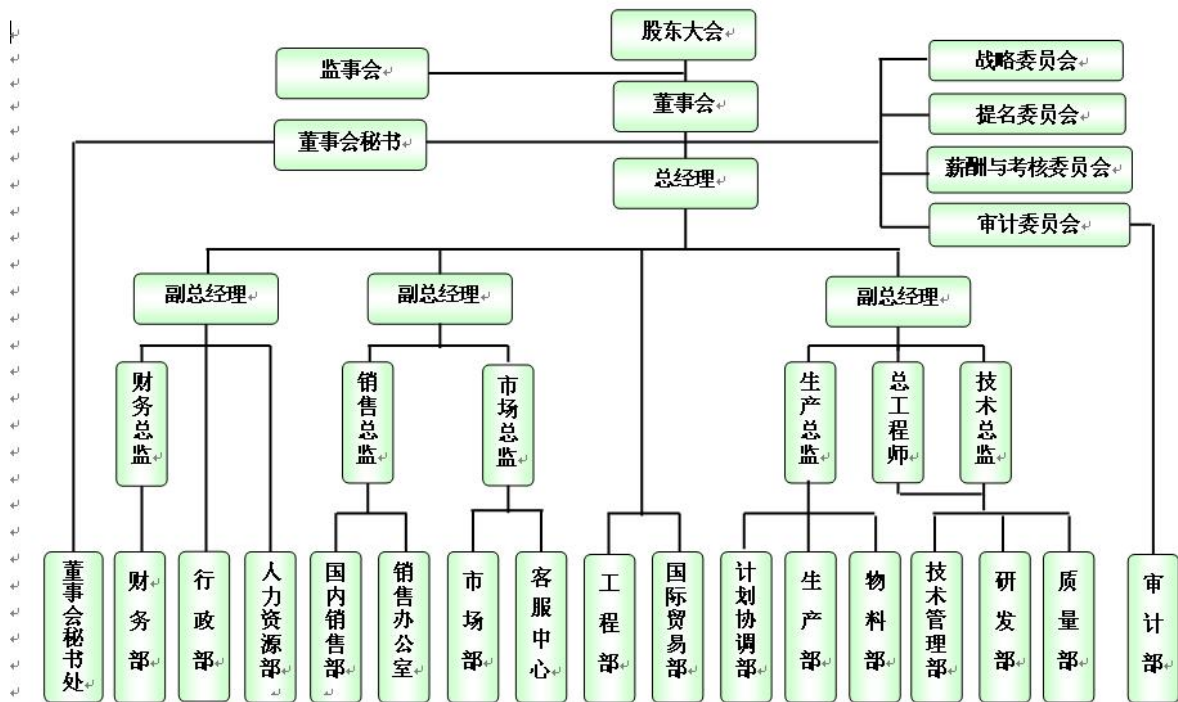 股东大会
监事会
战略委员会
董事会
提名委员会
董事会秘书
薪酬与考核委员会
总经理
审计委员会
副总经理
副总经理
副总经理
财务总监
销售总监
市场总监
生产总监
总工程师
技术总监
董事会秘书处
财务部
行政部
人力资源部
国内销售部
销售办公室
市场部
客服中心
工程部
国际贸易部
计划协调部
生产部
物料部
技术管理部
研发部
质量部
审计部